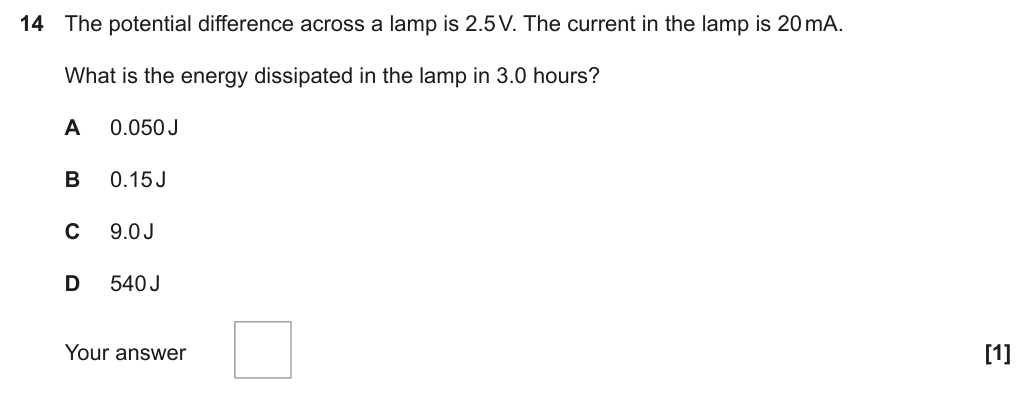 14 The potential difference across a lamp is 2.5V. The current in the lamp is 20mA.
What is the energy dissipated in the lamp in 3.0 hours?
A 0.050J
B 0.15J
C 9.0J
D 540J
Your answer [1]